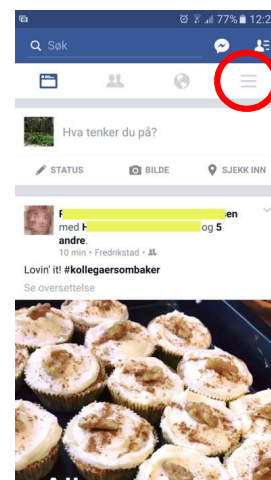 77% 12:2
Søk
Hva tenker du på?
STATUS BILDE SJEKK INN
en
med H og 5
andre.
10 min • Fredrikstad •
Lovin' it! #kollegaersombaker
Se oversettelse